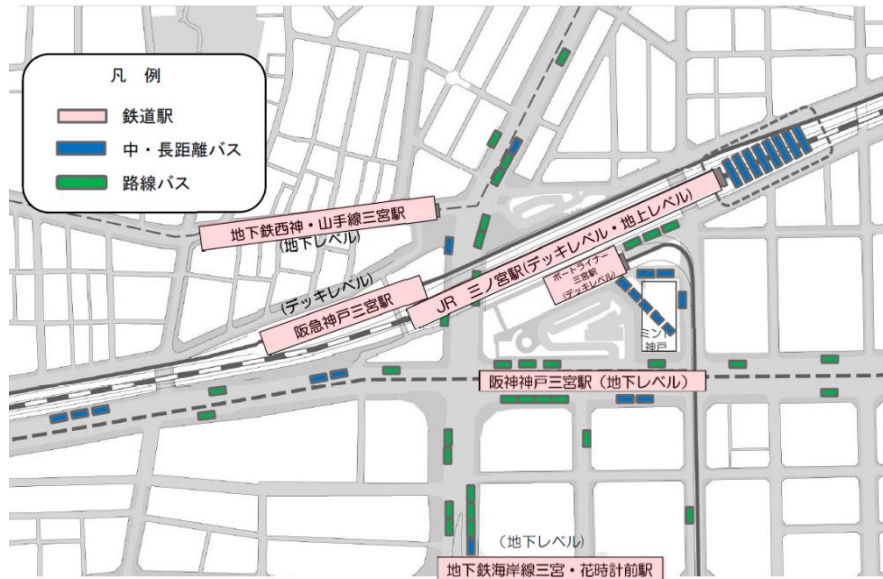 凡 例
鉄道駅
中・長距離バス
路線バス
地下鉄西神・山手線三宮駅
(地下レベル)
(デッキレベル)
阪急神戸三宮駅
JR 三ノ宮駅(デッキレベル・地上レベル)
ポートライナー
三宮駅
(デッキレベル)
ミント
神戸
阪神神戸三宮駅（地下レベル）
（地下レベル）
地下鉄海岸線三宮・花時計前駅